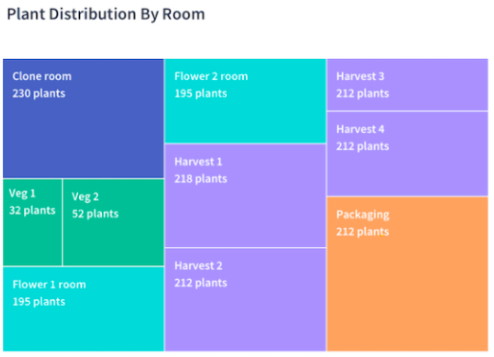 Plant Distribution By Room
Clone room
230 plants
Veg 1
32 plants
Veg 2
52 plants
Flower 1 room
195 plants
Flower 2 room
195 plants
Harvest 1
218 plants
Harvest 2
212 plants
Harvest 3
212 plants
Harvest 4
212 plants
Packaging
212 plants